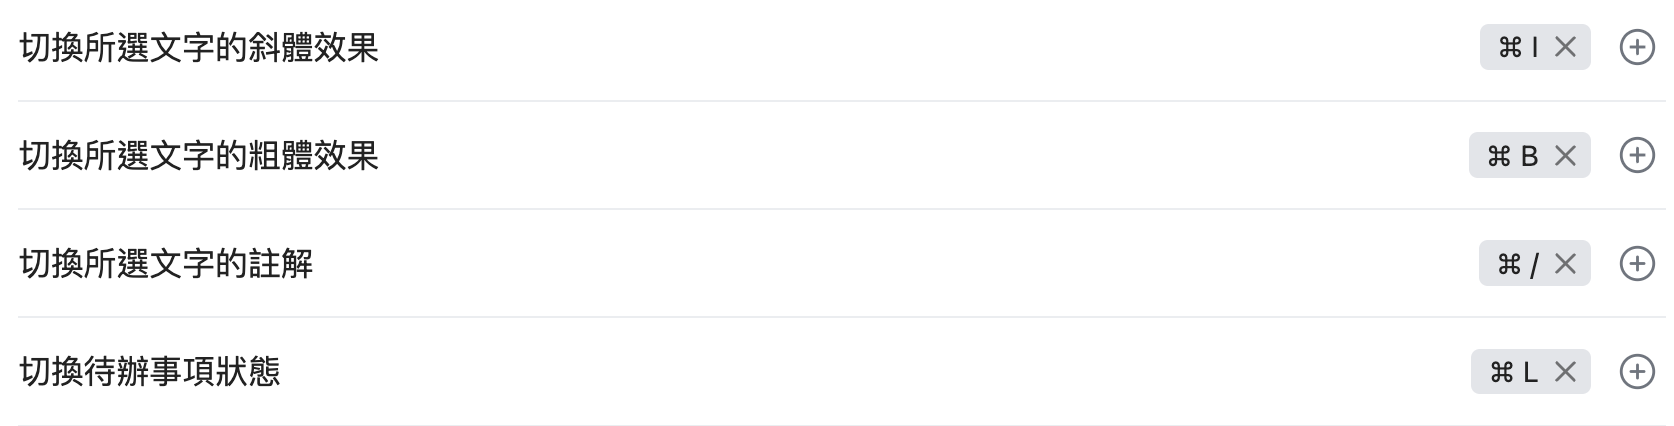 切換所選文字的斜體效果 ⌘ I
切換所選文字的粗體效果 ⌘ B
切換所選文字的註解 ⌘ /
切換待辦事項狀態 ⌘ L